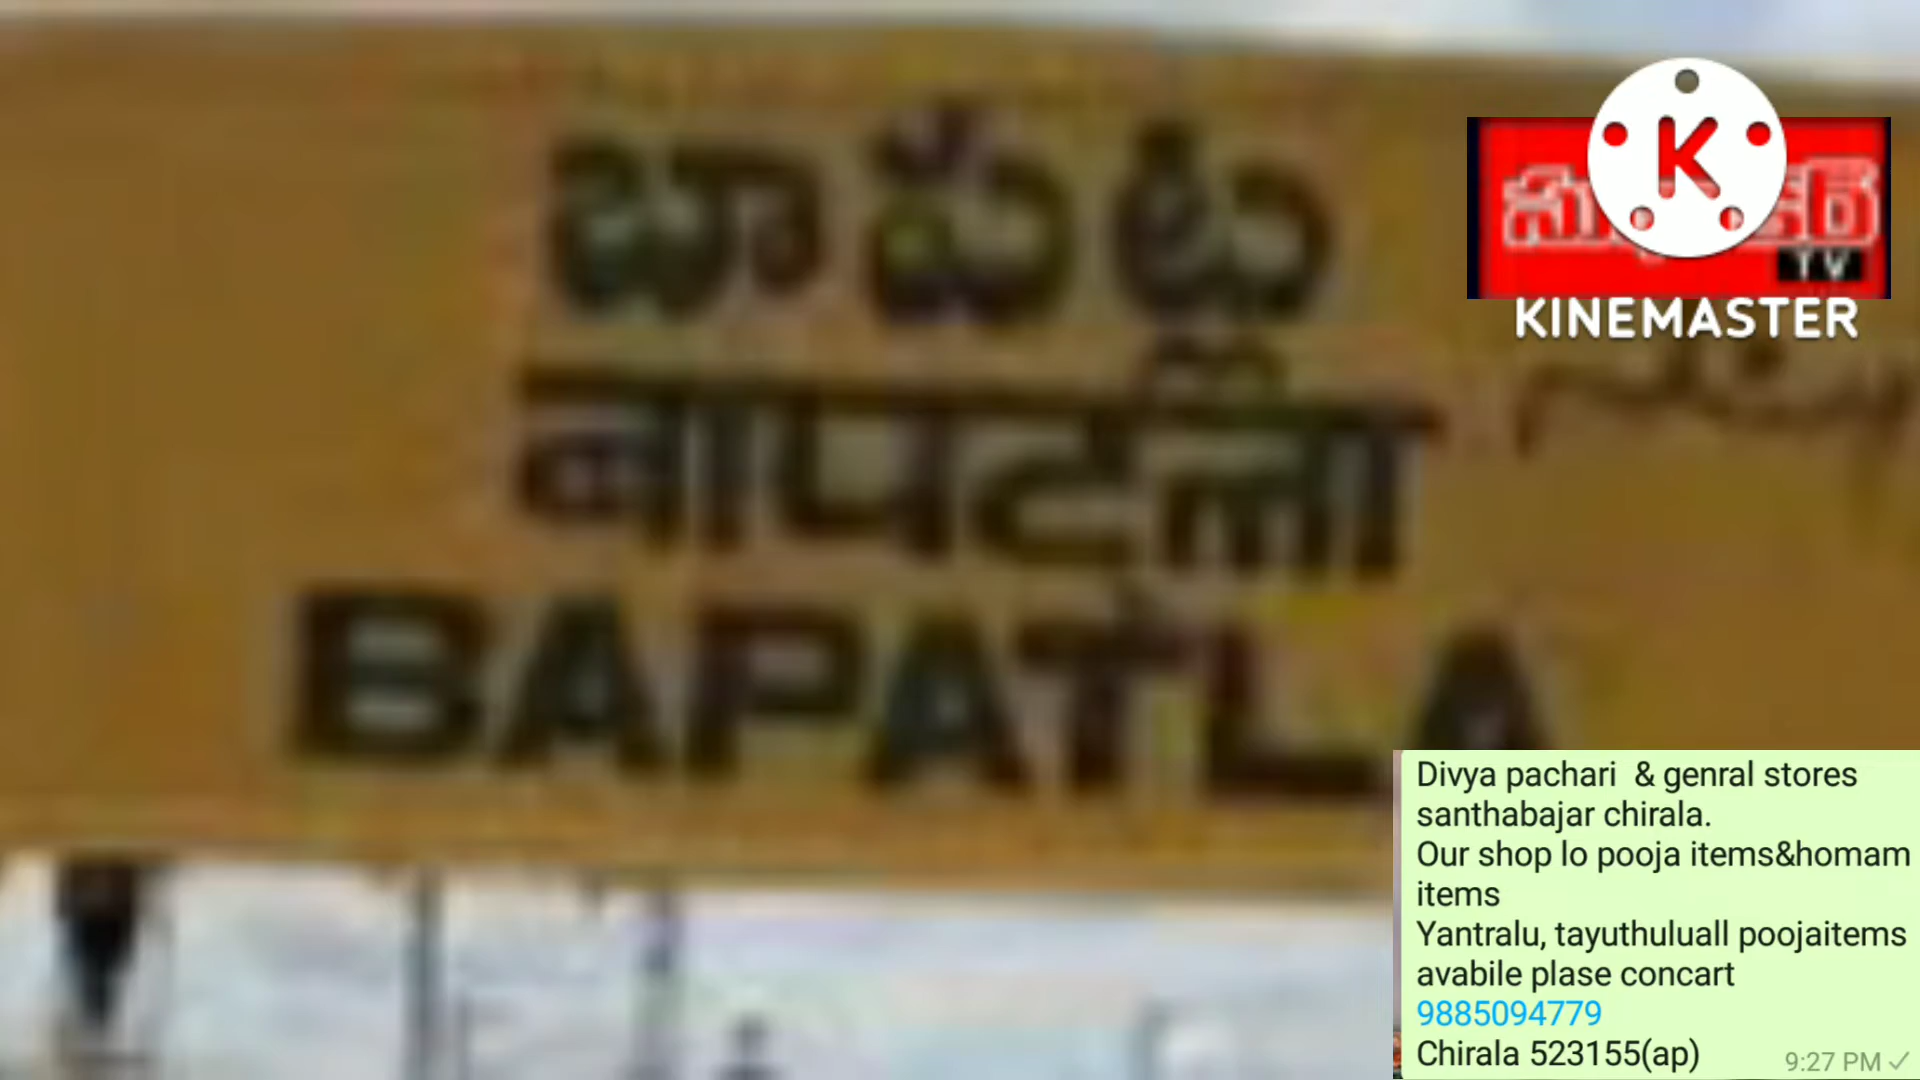 బాపట్ల
बापटला
BAPATLA
KINEMASTER
TV
Divya pachari & genral stores
santhabajar chirala.
Our shop lo pooja items&homam
items
Yantralu, tayuthuluall poojaitems
avabile plase concart
9885094779
Chirala 523155(ap)
9:27 PM